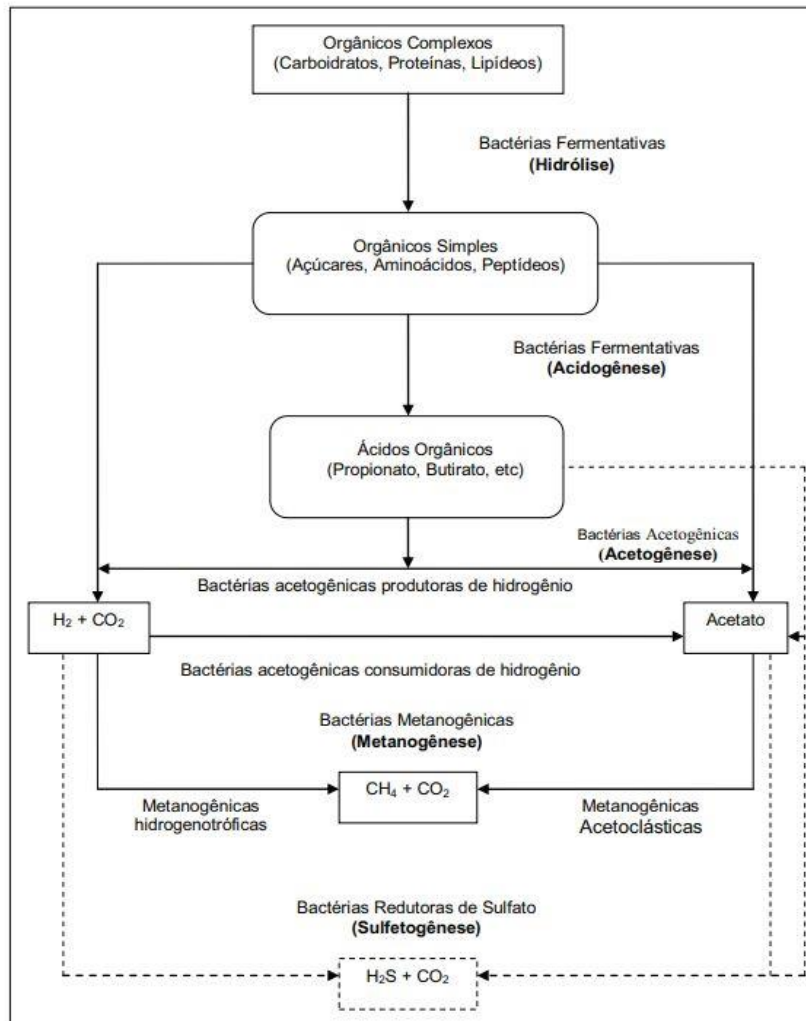 Orgânicos Complexos
(Carboidratos, Proteínas, Lipídeos)
Bactérias Fermentativas
(Hidrólise)
Orgânicos Simples
(Açúcares, Aminoácidos, Peptídeos)
Bactérias Fermentativas
(Acidogênese)
Ácidos Orgânicos
(Propionato, Butirato, etc)
Bactérias Acetogênicas
(Acetogênese)
Bactérias acetogênicas produtoras de hidrogênio
H₂ + CO₂
Acetato
Bactérias acetogênicas consumidoras de hidrogênio
Bactérias Metanogênicas
(Metanogênese)
CH₄ + CO₂
Metanogênicas
hidrogenotróficas
Metanogênicas
Acetoclásticas
Bactérias Redutoras de Sulfato
(Sulfetogênese)
H₂S + CO₂